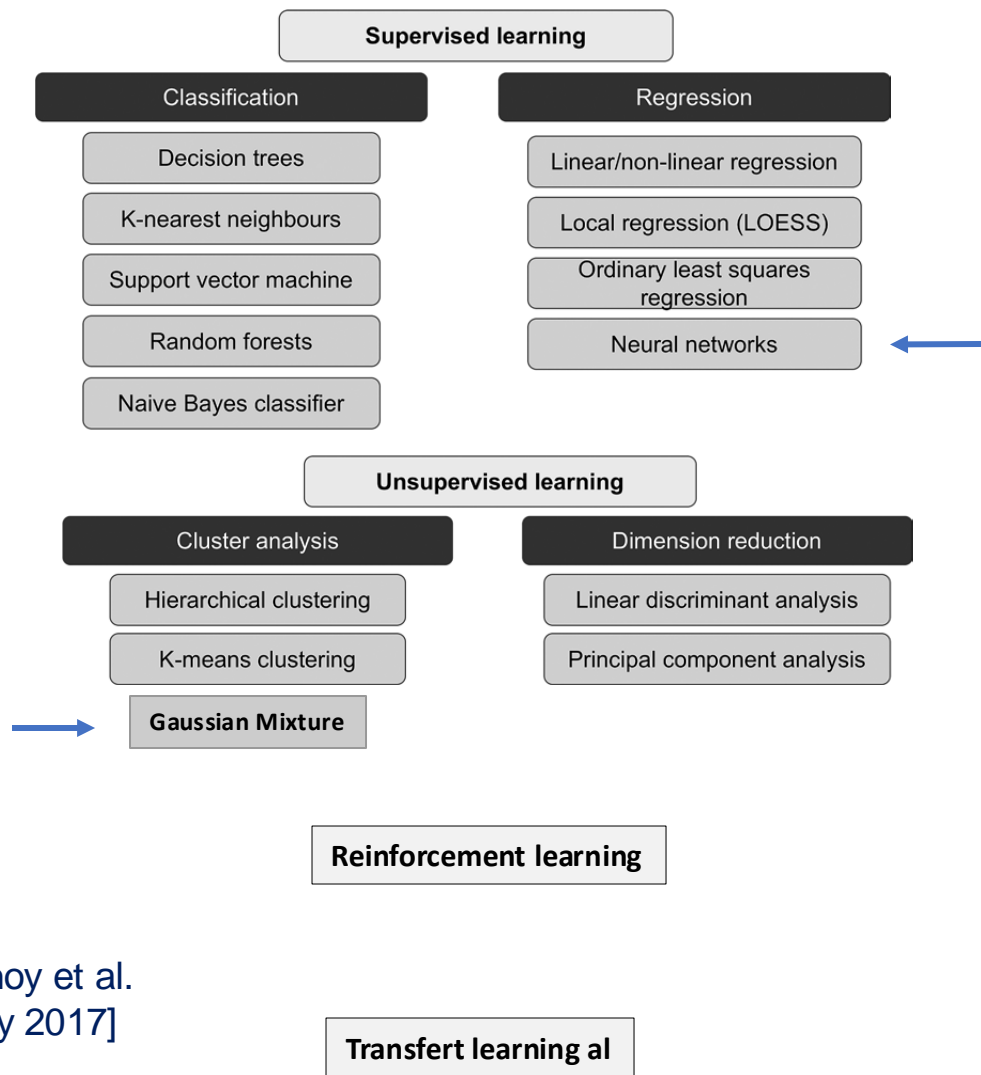 Supervised learning
Classification
Decision trees
K-nearest neighbours
Support vector machine
Random forests
Naive Bayes classifier
Regression
Linear/non-linear regression
Local regression (LOESS)
Ordinary least squares
regression
Neural networks
Unsupervised learning
Cluster analysis
Hierarchical clustering
K-means clustering
Gaussian Mixture
Dimension reduction
Linear discriminant analysis
Principal component analysis
Reinforcement learning
et al.
2017]
Transfert learning al